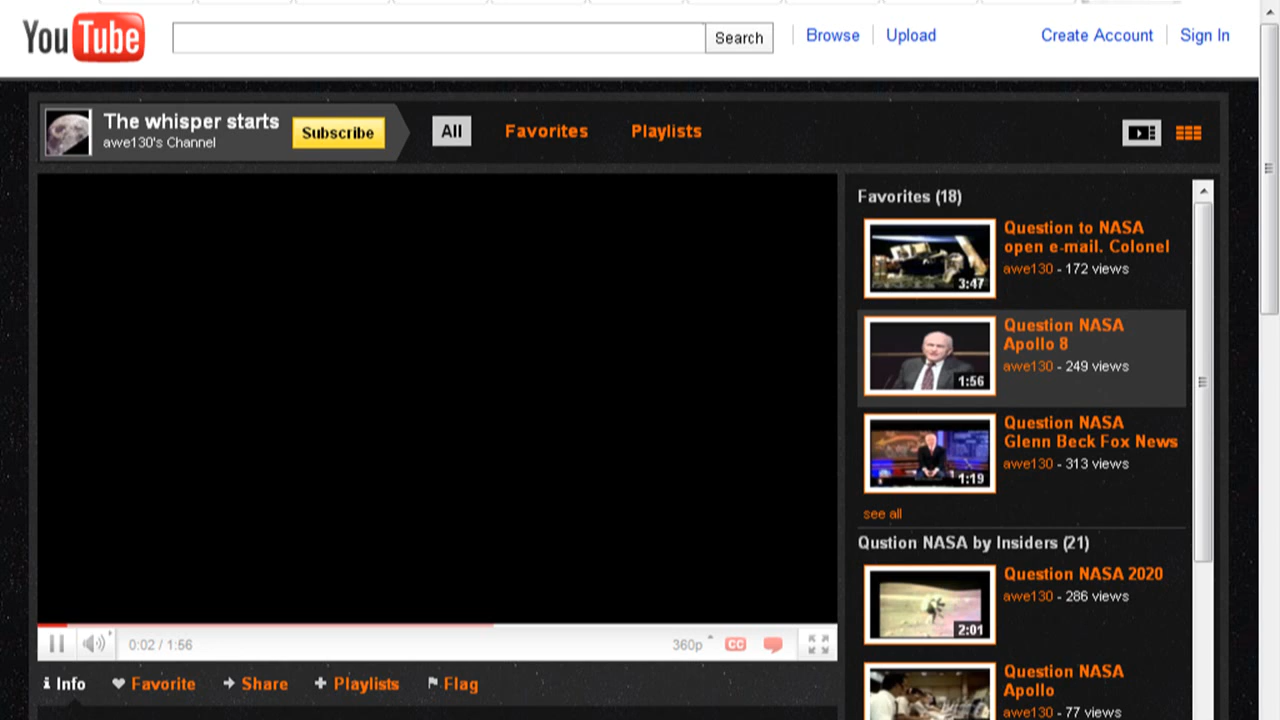 YouTube
Search
Browse
Upload
Create Account
Sign In
The whisper starts
awe130's Channel
Subscribe
All
Favorites
Playlists
Favorites (18)
Question to NASA
open e-mail. Colonel
awe130 - 172 views
3:47
Question NASA
Apollo 8
awe130 - 249 views
1:56
Question NASA
Glenn Beck Fox News
awe130 - 313 views
1:19
see all
Qustion NASA by Insiders (21)
Question NASA 2020
awe130 - 286 views
2:01
Question NASA
Apollo
awe130 - 77 views
0:02 / 1:56
360p
CC
Info
Favorite
Share
Playlists
Flag